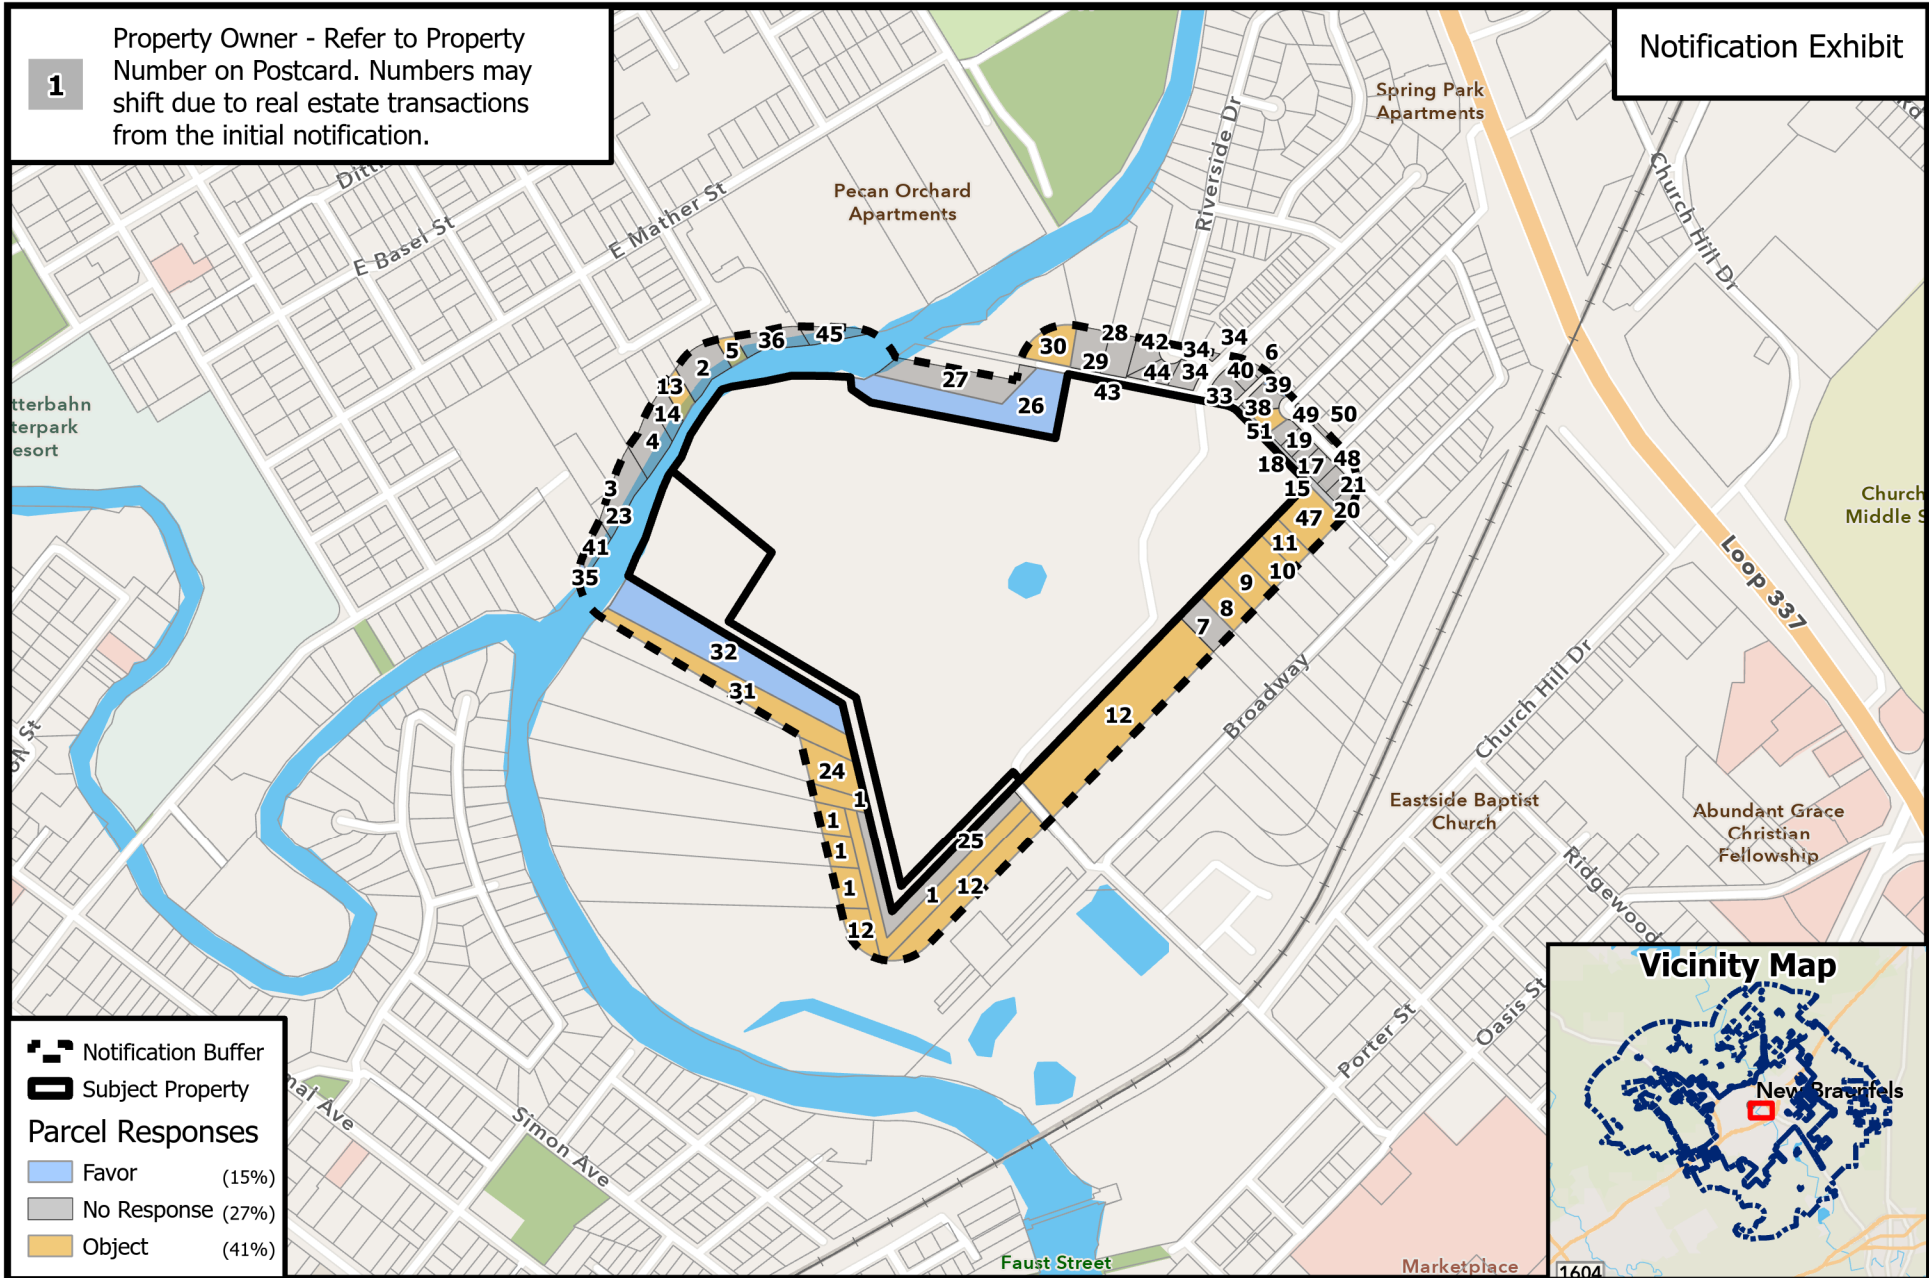 1
Property Owner - Refer to Property
Number on Postcard. Numbers may
shift due to real estate transactions
from the initial notification.
Notification Exhibit
Spring Park
Apartments
Pecan Orchard
Apartments
Riverside Dr
Church Hill Dr
E Basel St
E Mather St
Loop 337
Church
Middle S
tterbahn
terpark
esort
45
36
5
2
13
14
4
3
23
41
35
27
26
30
28
29
42
44
43
34
34
34
6
40
39
33
38
49
50
51
19
48
18
17
21
15
20
47
11
10
9
8
7
12
32
31
24
1
1
1
1
12
25
1
12
Broadway
Church Hill Dr
Eastside Baptist
Church
Abundant Grace
Christian
Fellowship
Ridgewood
Porter St
Oasis St
Simon Ave
mal Ave
Faust Street
Marketplace
Notification Buffer
Subject Property
Parcel Responses
Favor (15%)
No Response (27%)
Object (41%)
Vicinity Map
New Braunfels
1604